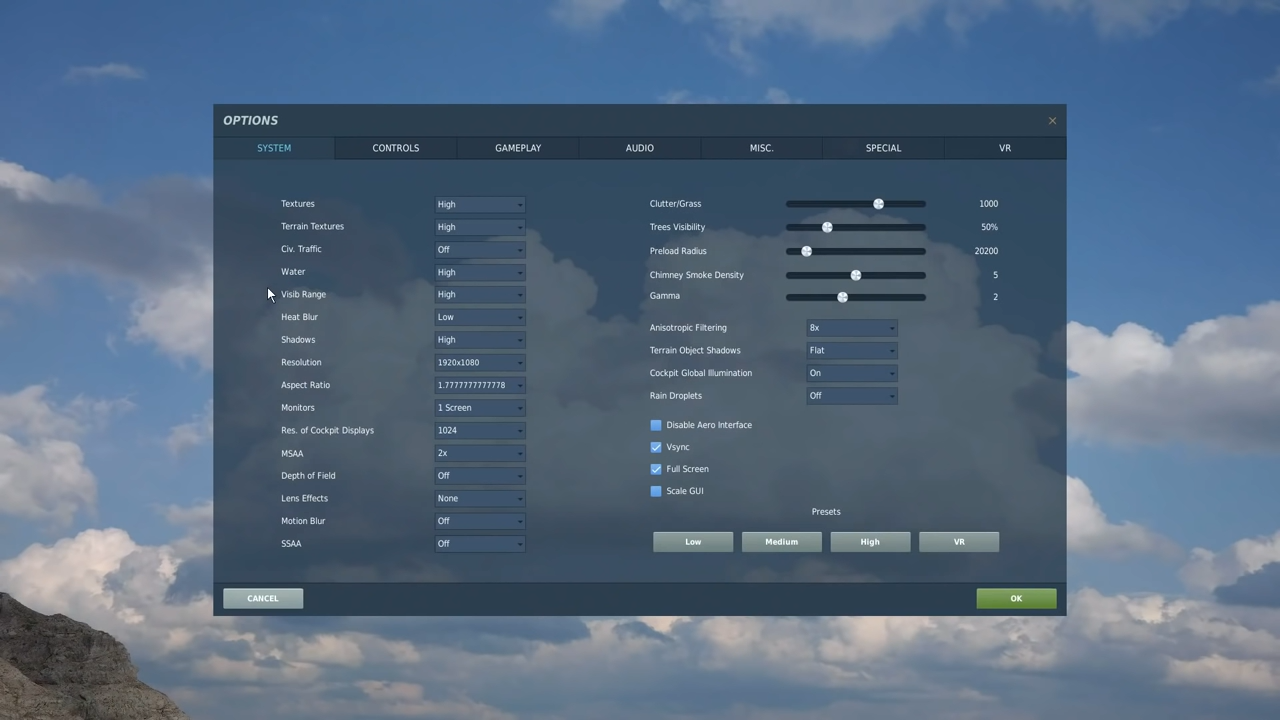 OPTIONS
SYSTEM CONTROLS GAMEPLAY AUDIO MISC. SPECIAL VR
Textures High
Terrain Textures High
Civ. Traffic Off
Water High
Visib Range High
Heat Blur Low
Shadows High
Resolution 1920x1080
Aspect Ratio 1.7777777777778
Monitors 1 Screen
Res. of Cockpit Displays 1024
MSAA 2x
Depth of Field Off
Lens Effects None
Motion Blur Off
SSAA Off
Clutter/Grass 1000
Trees Visibility 50%
Preload Radius 20200
Chimney Smoke Density 5
Gamma 2
Anisotropic Filtering 8x
Terrain Object Shadows Flat
Cockpit Global Illumination On
Rain Droplets Off
Disable Aero Interface
Vsync
Full Screen
Scale GUI
Presets
Low Medium High VR
CANCEL OK